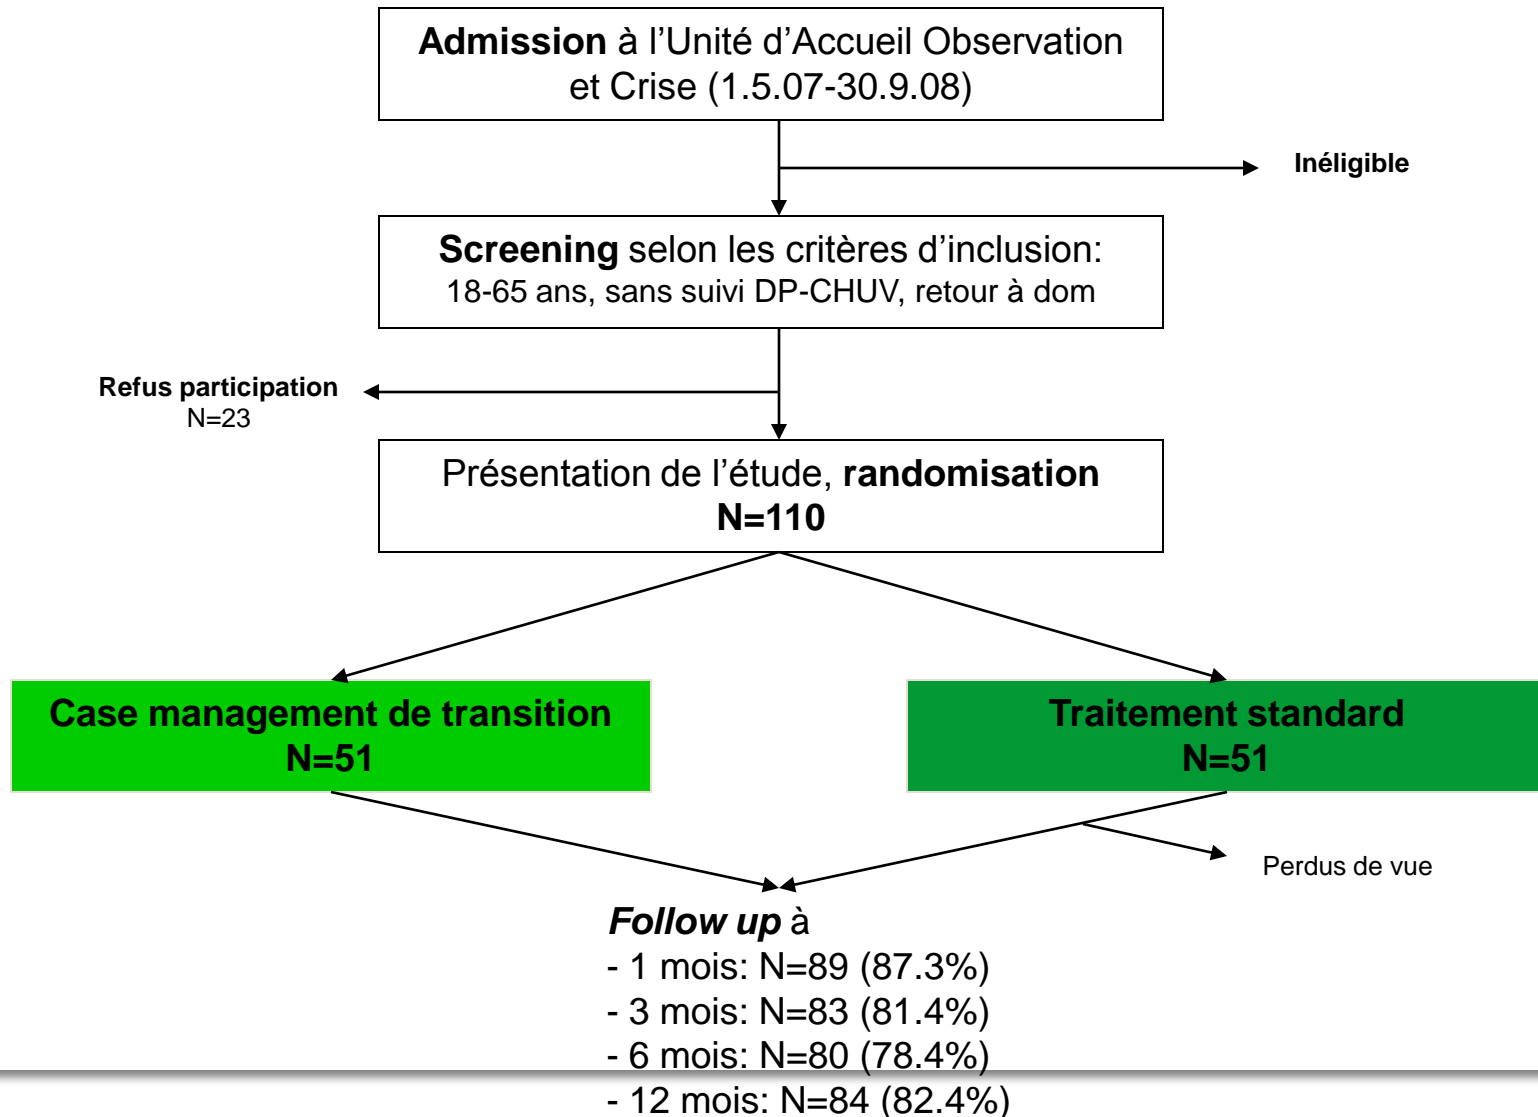 Admission à l’Unité d’Accueil Observation
et Crise (1.5.07-30.9.08)
Inéligible
Screening selon les critères d’inclusion:
18-65 ans, sans suivi DP-CHUV, retour à dom
Refus participation
N=23
Présentation de l’étude, randomisation
N=110
Case management de transition
N=51
Traitement standard
N=51
Perdus de vue
Follow up à
- 1 mois: N=89 (87.3%)
- 3 mois: N=83 (81.4%)
- 6 mois: N=80 (78.4%)
- 12 mois: N=84 (82.4%)